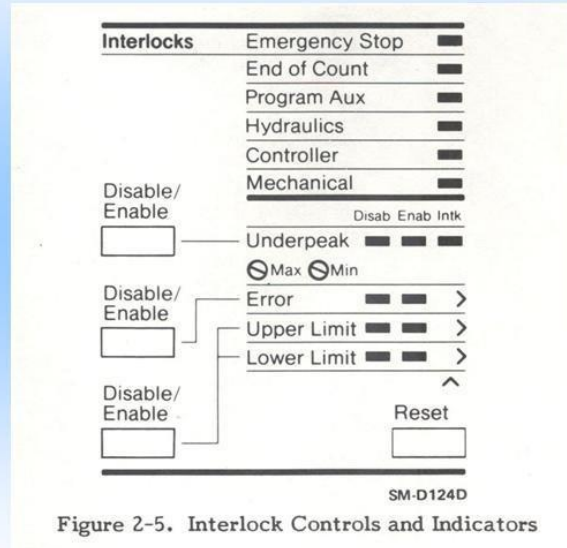 Interlocks Emergency Stop
End of Count
Program Aux
Hydraulics
Controller
Mechanical
Disable/
Enable
Disab Enab Intk
Underpeak
Max Min
Disable/
Enable
Error >
Upper Limit >
Lower Limit >
^
Disable/
Enable
Reset
SM-D124D
Figure 2-5. Interlock Controls and Indicators